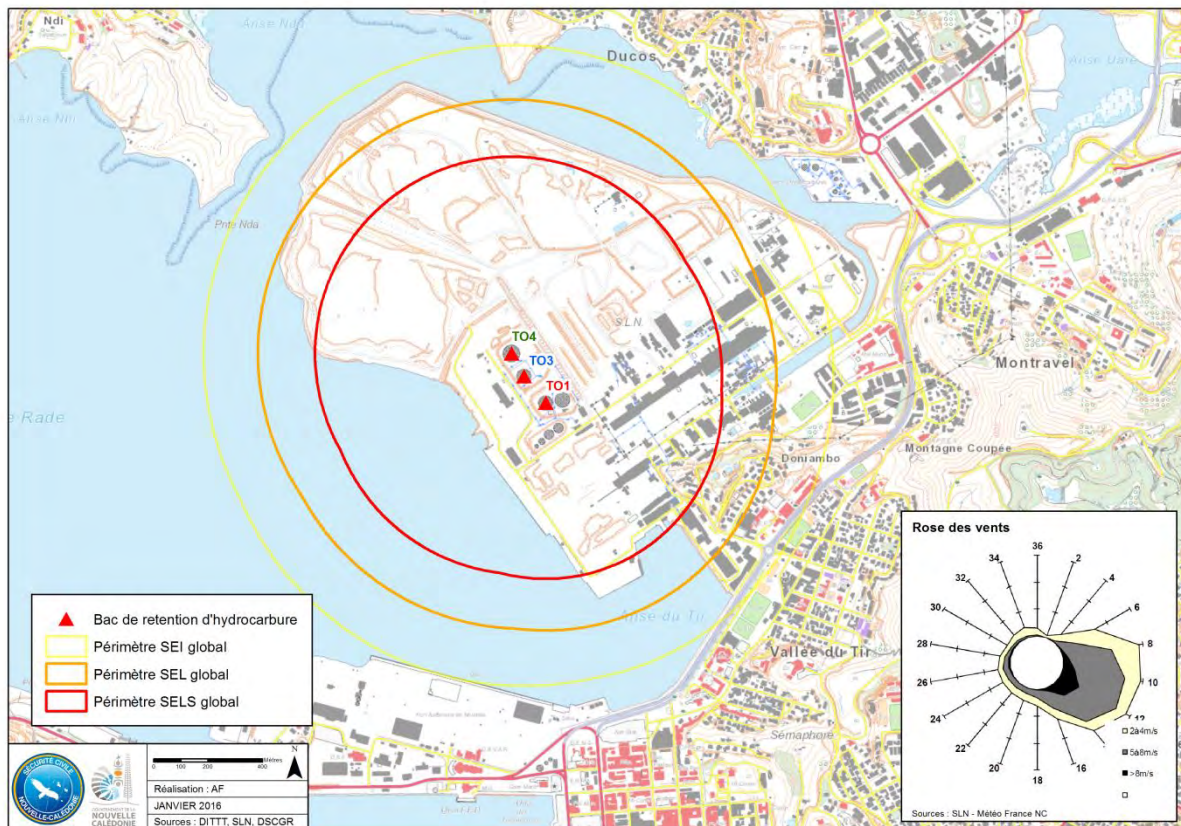 Anse Ndi
Ndi
Ducos
Anse Uaré
Anse Ndi
Pnte Nda
SLN
TO4
TO3
TO1
Montravel
Rade
Doniambo
Montagne Coupée
Anse du Tir
Vallée du Tir
Sémaphore
Bac de retention d'hydrocarbure
Périmètre SEI global
Périmètre SEL global
Périmètre SELS global
SÉCURITÉ CIVILE
NOUVELLE-CALÉDONIE
GOUVERNEMENT DE LA
NOUVELLE
CALÉDONIE
0 100 200 400 Mètres
N
Réalisation : AF
JANVIER 2016
Sources : DITTT, SLN, DSCGR
Rose des vents
36
34
2
32
4
30
6
28
8
26
10
24
12
22
20
18
16
2à4m/s
5à8m/s
>8m/s
Sources : SLN - Météo France NC